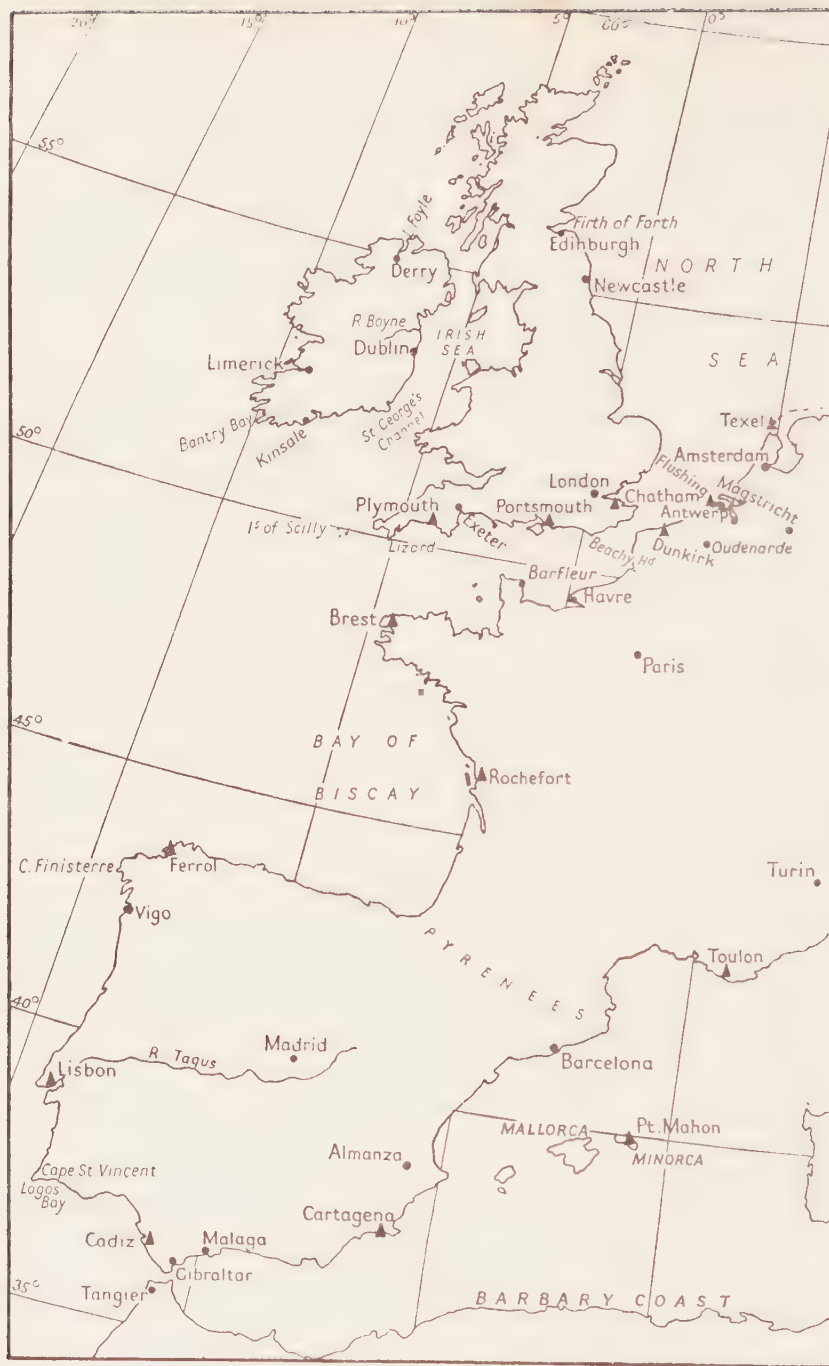 20°
15°
10°
5°
0°
55°
Firth of Forth
Edinburgh
L Foyle
Derry
NORTH
Newcastle
R Boyne
IRISH
SEA
Dublin
SEA
Limerick
Bantry Bay
Kinsale
St George's
Channel
50°
Texel
Amsterdam
Flushing
Maastricht
London
Chatham
Antwerp
Plymouth
Portsmouth
Exeter
Is of Scilly
Lizard
Beachy Hd
Dunkirk
Oudenarde
Barfleur
Havre
Brest
Paris
45°
BAY OF
BISCAY
Rochefort
C. Finisterre
Ferrol
Turin
Vigo
PYRENEES
Toulon
40°
R. Tagus
Madrid
Lisbon
Barcelona
MALLORCA
Pt. Mahon
MINORCA
Almanza
Cape St Vincent
Lagos
Bay
Cartagena
Cadiz
Malaga
Gibraltar
35°
Tangier
BARBARY COAST